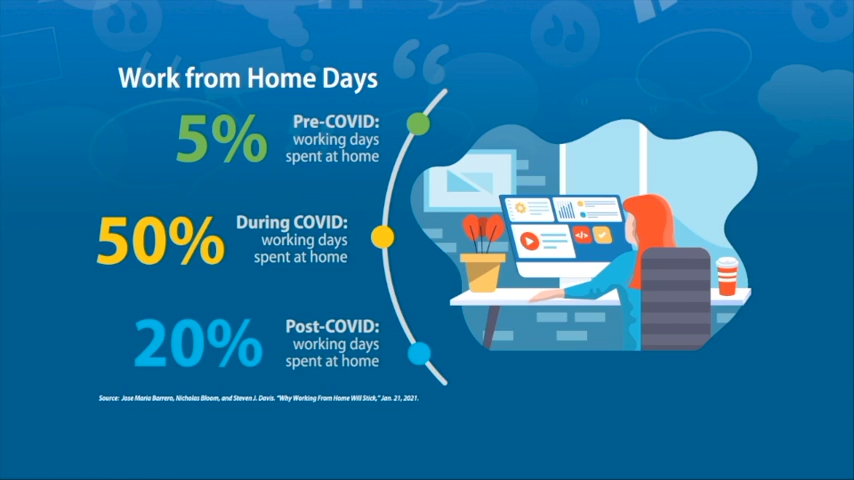 Work from Home Days
5%
Pre-COVID:
working days
spent at home
50%
During COVID:
working days
spent at home
20%
Post-COVID:
working days
spent at home
Source: Jose Maria Barrero, Nicholas Bloom, and Steven J. Davis. "Why Working From Home Will Stick," Jan. 21, 2021.